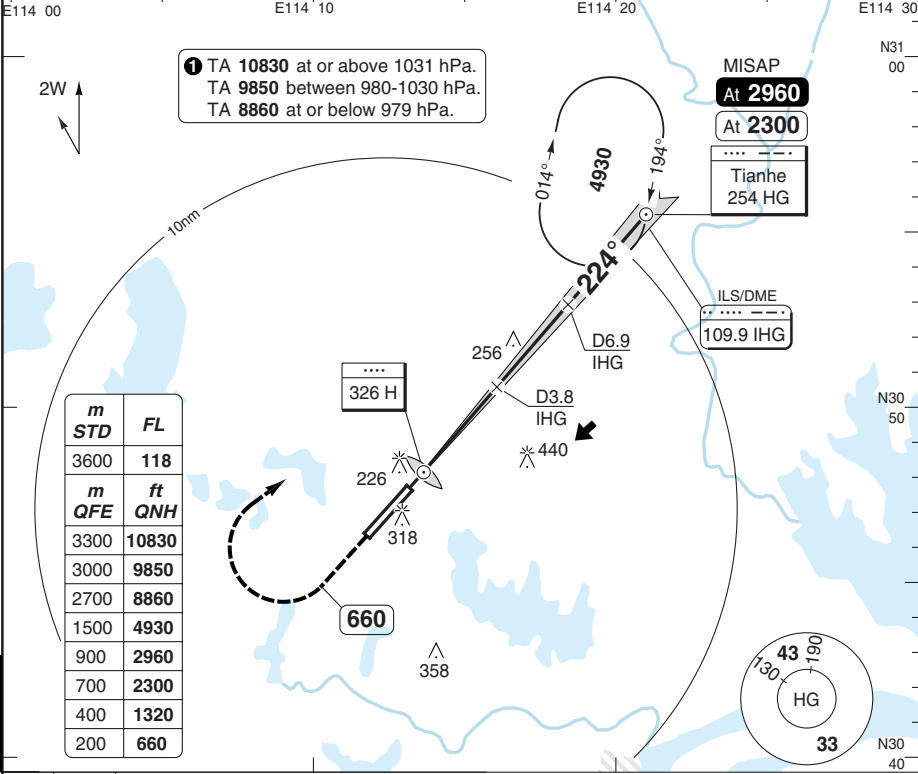 E114 00
E114 10
E114 20
E114 30
N31
00
2W
❶ TA 10830 at or above 1031 hPa.
TA 9850 between 980-1030 hPa.
TA 8860 at or below 979 hPa.
MISAP
At 2960
At 2300
Tianhe
254 HG
014°
4930
194°
10nm
224°
ILS/DME
109.9 IHG
256
D6.9
IHG
326 H
D3.8
IHG
N30
50
440
226
318
m
STD
FL
3600 118
m
QFE
ft
QNH
3300 10830
3000 9850
2700 8860
1500 4930
900 2960
700 2300
400 1320
200 660
660
358
43
130
190
HG
33
N30
40